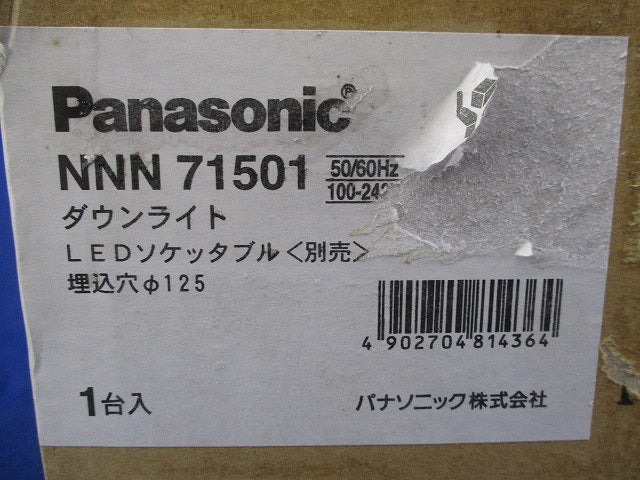 Panasonic®
NNN 71501
50/60Hz
100-242
ダウンライト
LEDソケッタブル〈別売〉
埋込穴φ125
4 902704 814364
1台入
パナソニック株式会社